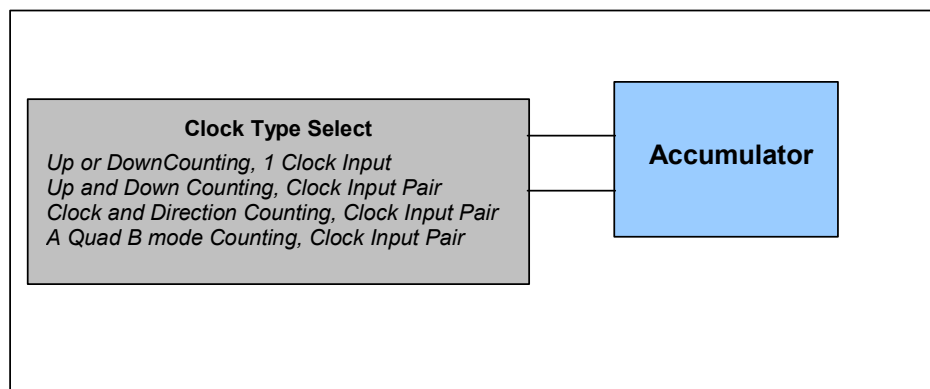 Clock Type Select
Up or DownCounting, 1 Clock Input
Up and Down Counting, Clock Input Pair
Clock and Direction Counting, Clock Input Pair
A Quad B mode Counting, Clock Input Pair
Accumulator